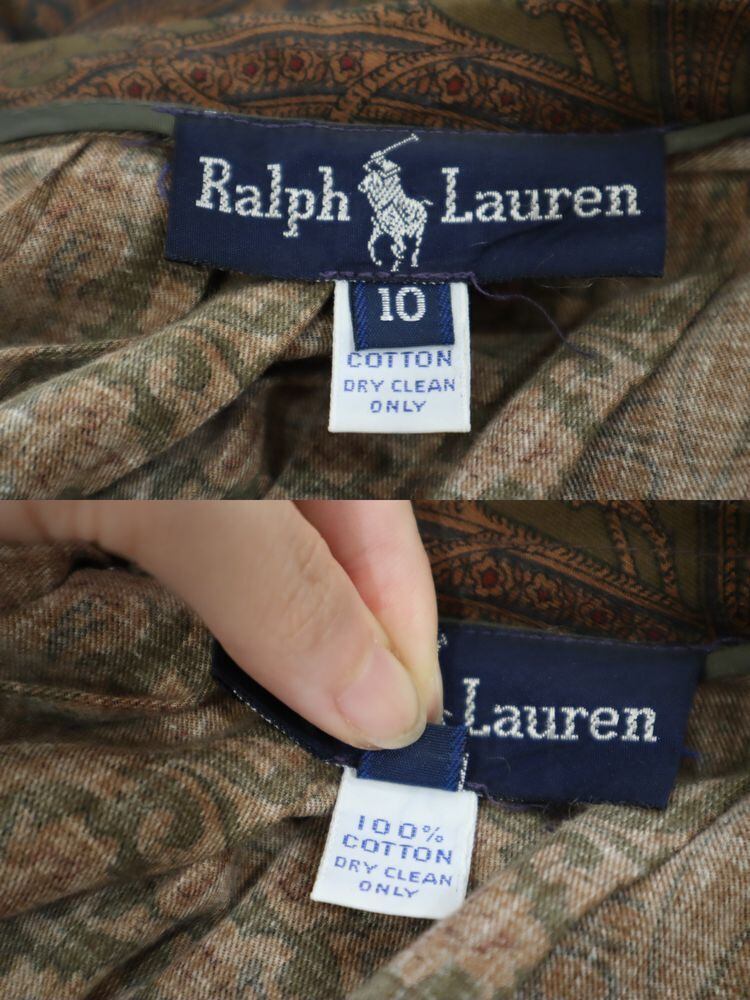 Ralph Lauren
10
COTTON
DRY CLEAN
ONLY
Lauren
100%
COTTON
DRY CLEAN
ONLY